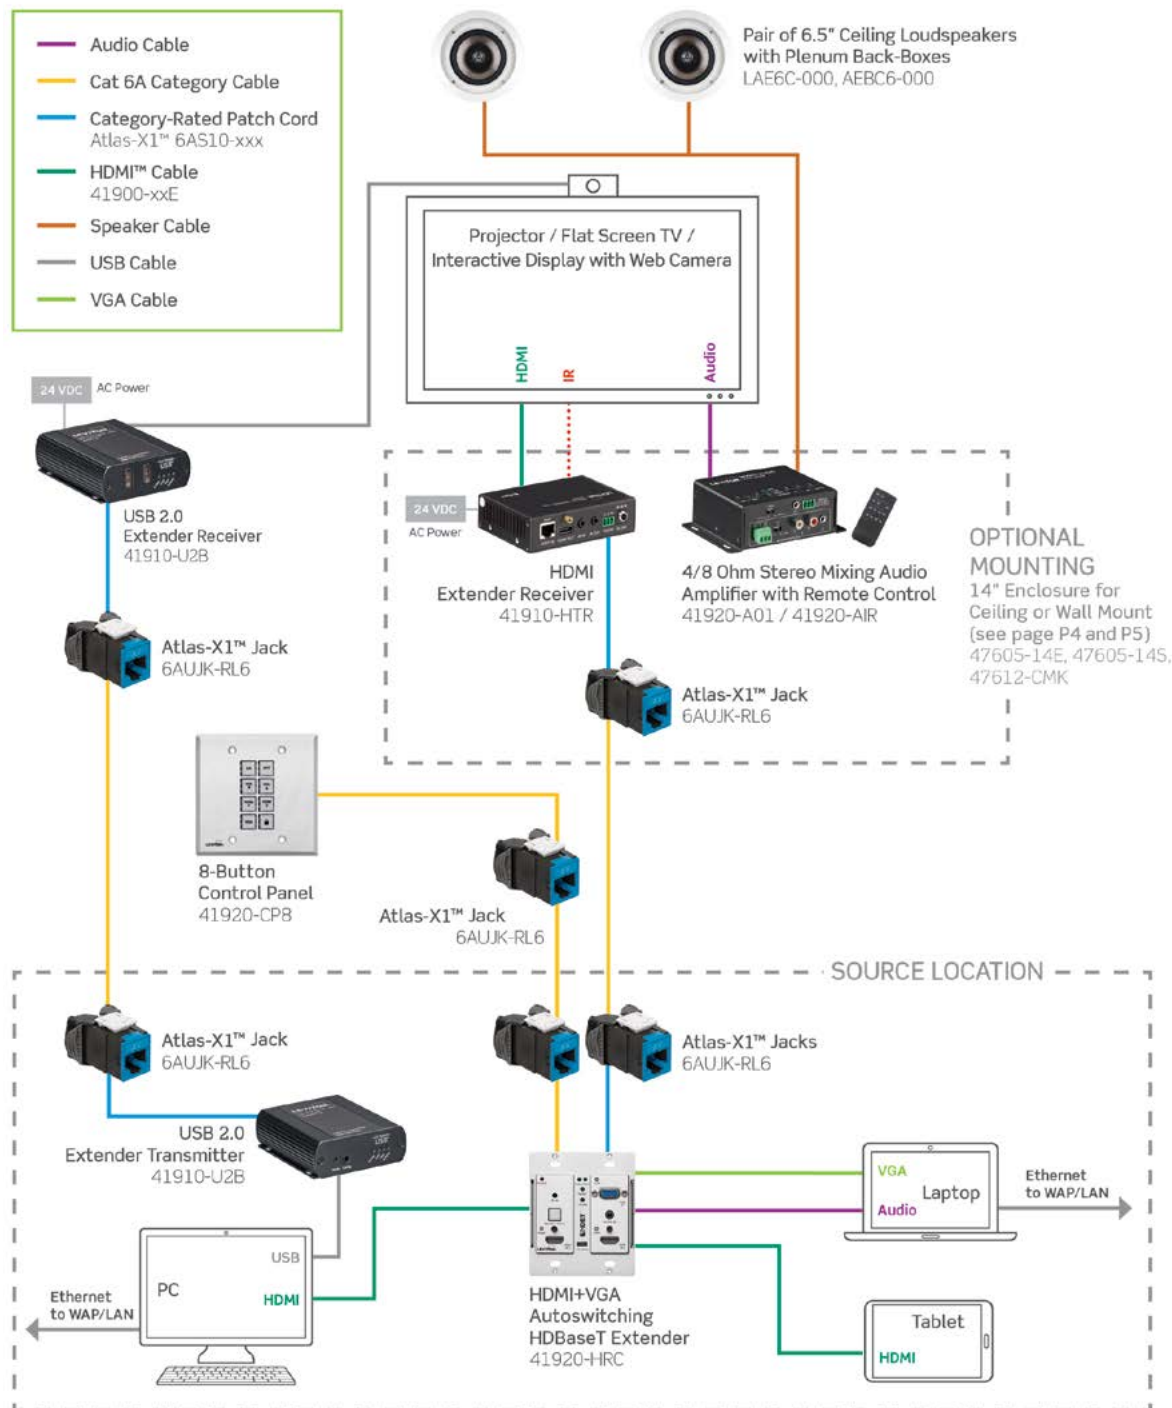 Audio Cable
Cat 6A Category Cable
Category-Rated Patch Cord
Atlas-X1™ 6AS10-xxx
HDMI™ Cable
41900-xxE
Speaker Cable
USB Cable
VGA Cable
Pair of 6.5" Ceiling Loudspeakers
with Plenum Back-Boxes
LAE6C-000, AEBC6-000
Projector / Flat Screen TV /
Interactive Display with Web Camera
HDMI
IR
Audio
24 VDC
AC Power
USB 2.0
Extender Receiver
41910-U2B
24 VDC
AC Power
HDMI
Extender Receiver
41910-HTR
4/8 Ohm Stereo Mixing Audio
Amplifier with Remote Control
41920-A01 / 41920-AIR
OPTIONAL
MOUNTING
14" Enclosure for
Ceiling or Wall Mount
(see page P4 and P5)
47605-14E, 47605-14S,
47612-CMK
Atlas-X1™ Jack
6AUJK-RL6
Atlas-X1™ Jack
6AUJK-RL6
8-Button
Control Panel
41920-CP8
Atlas-X1™ Jack
6AUJK-RL6
SOURCE LOCATION
Atlas-X1™ Jack
6AUJK-RL6
Atlas-X1™ Jacks
6AUJK-RL6
USB 2.0
Extender Transmitter
41910-U2B
VGA
Laptop
Audio
Ethernet
to WAP/LAN
USB
PC
HDMI
Ethernet
to WAP/LAN
HDMI+VGA
Autoswitching
HDBaseT Extender
41920-HRC
Tablet
HDMI